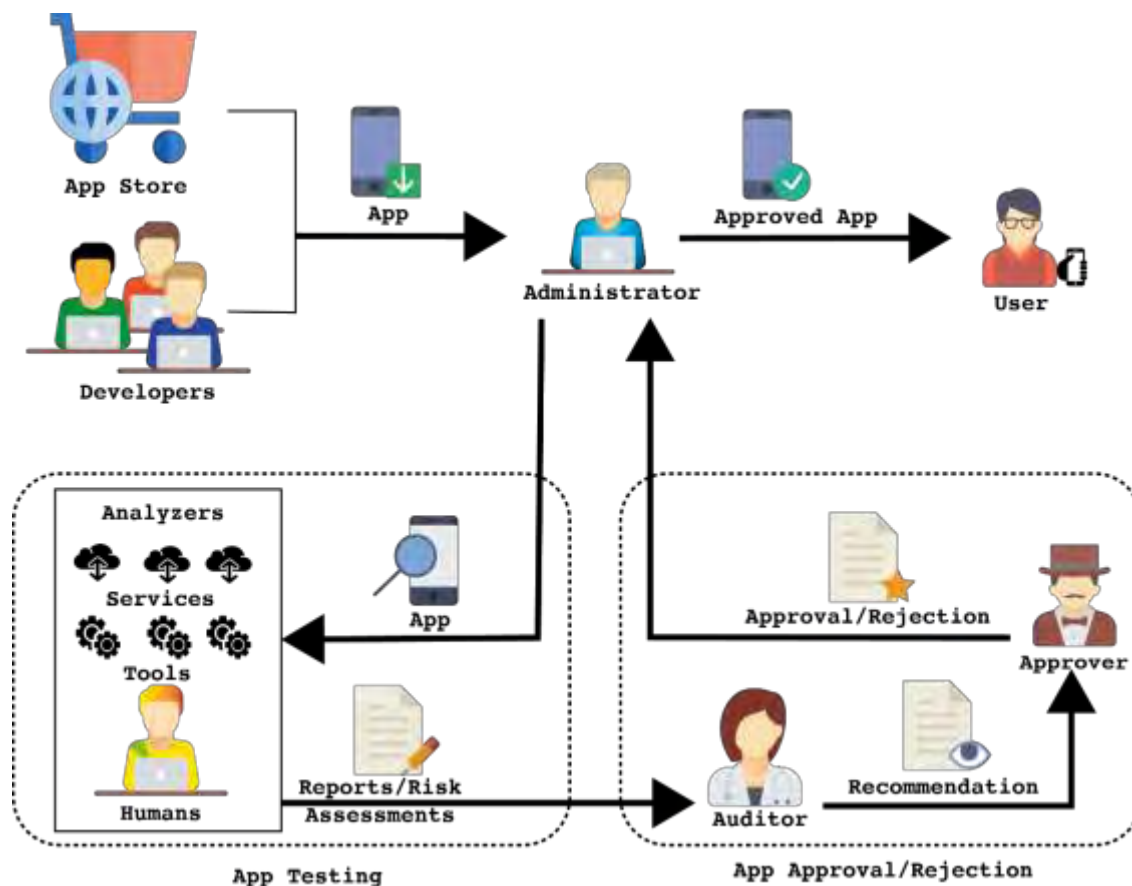 App Store
App
Approved App
Administrator
User
Developers
Analyzers
Services
App
Tools
Approval/Rejection
Approver
Reports/Risk
Assessments
Recommendation
Humans
Auditor
App Testing
App Approval/Rejection